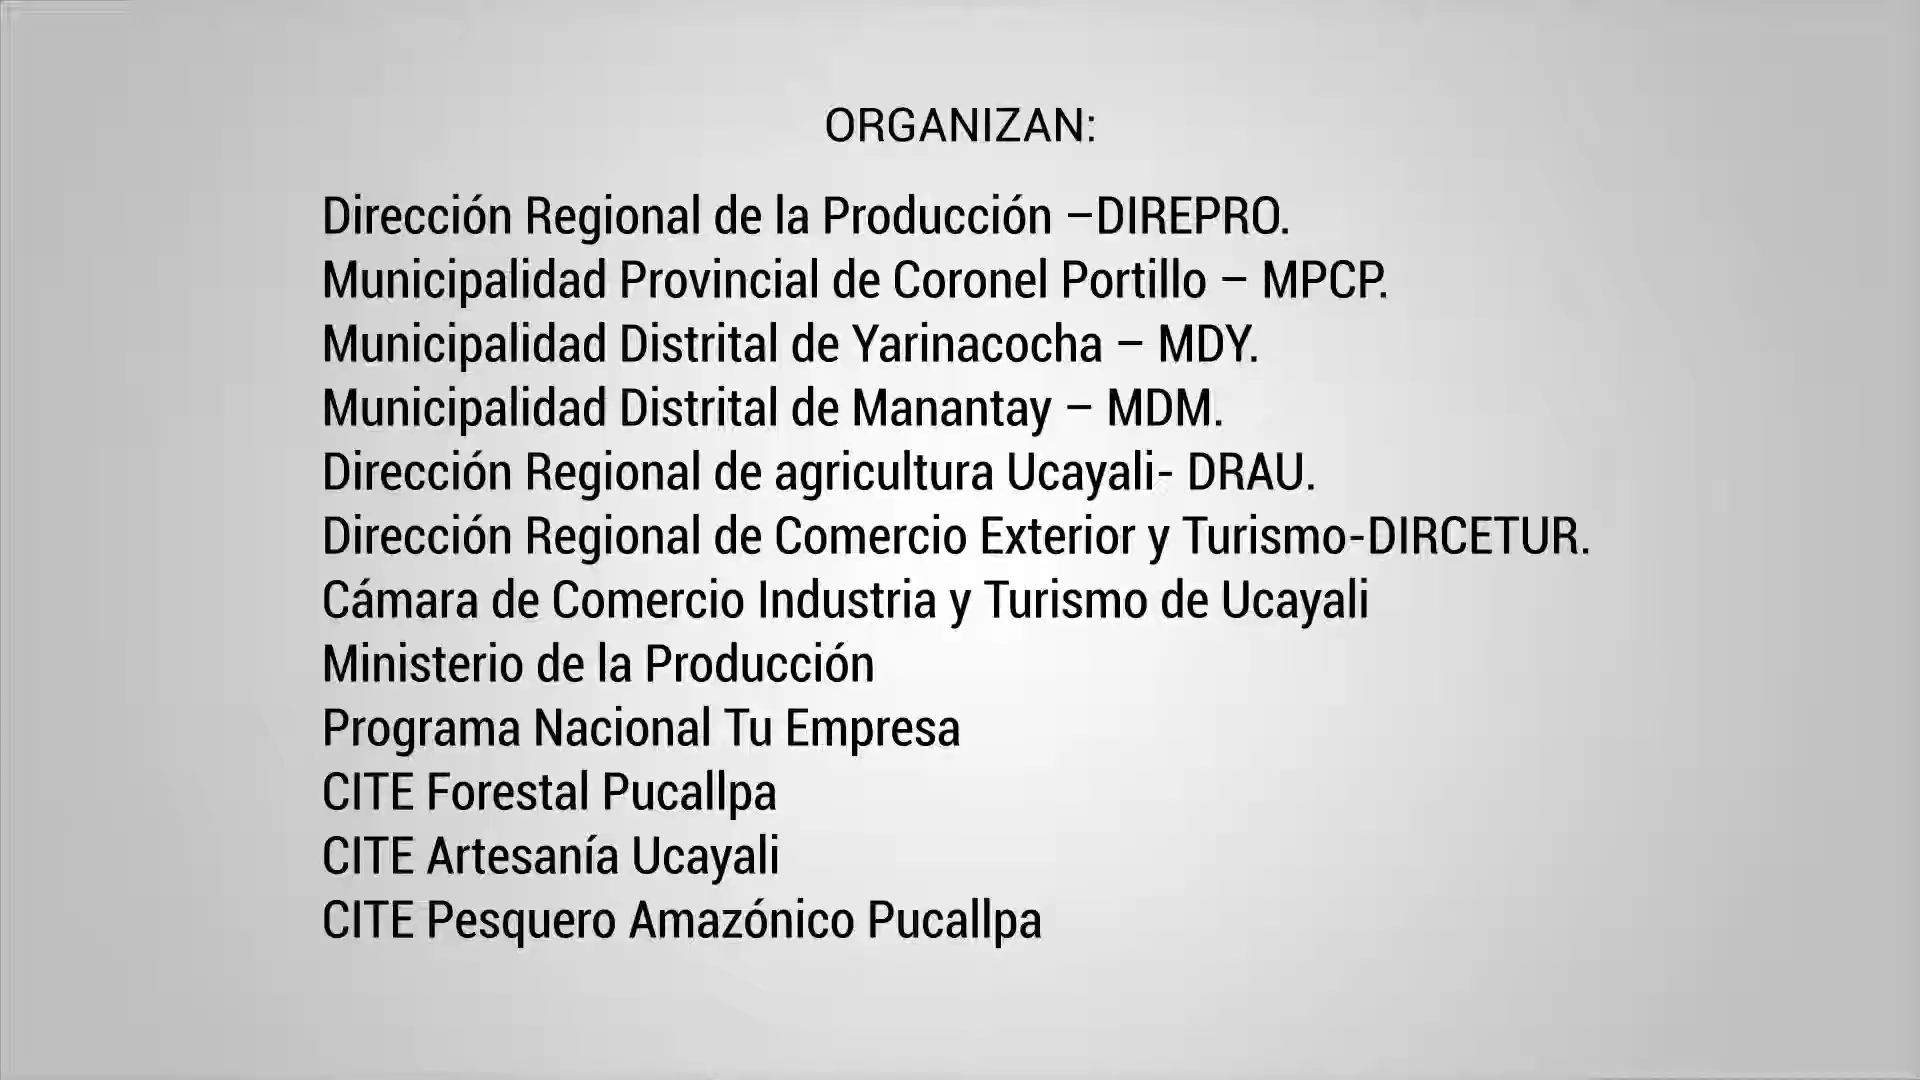 ORGANIZAN:
Dirección Regional de la Producción –DIREPRO.
Municipalidad Provincial de Coronel Portillo – MPCP.
Municipalidad Distrital de Yarinacocha – MDY.
Municipalidad Distrital de Manantay – MDM.
Dirección Regional de agricultura Ucayali- DRAU.
Dirección Regional de Comercio Exterior y Turismo-DIRCETUR.
Cámara de Comercio Industria y Turismo de Ucayali
Ministerio de la Producción
Programa Nacional Tu Empresa
CITE Forestal Pucallpa
CITE Artesanía Ucayali
CITE Pesquero Amazónico Pucallpa